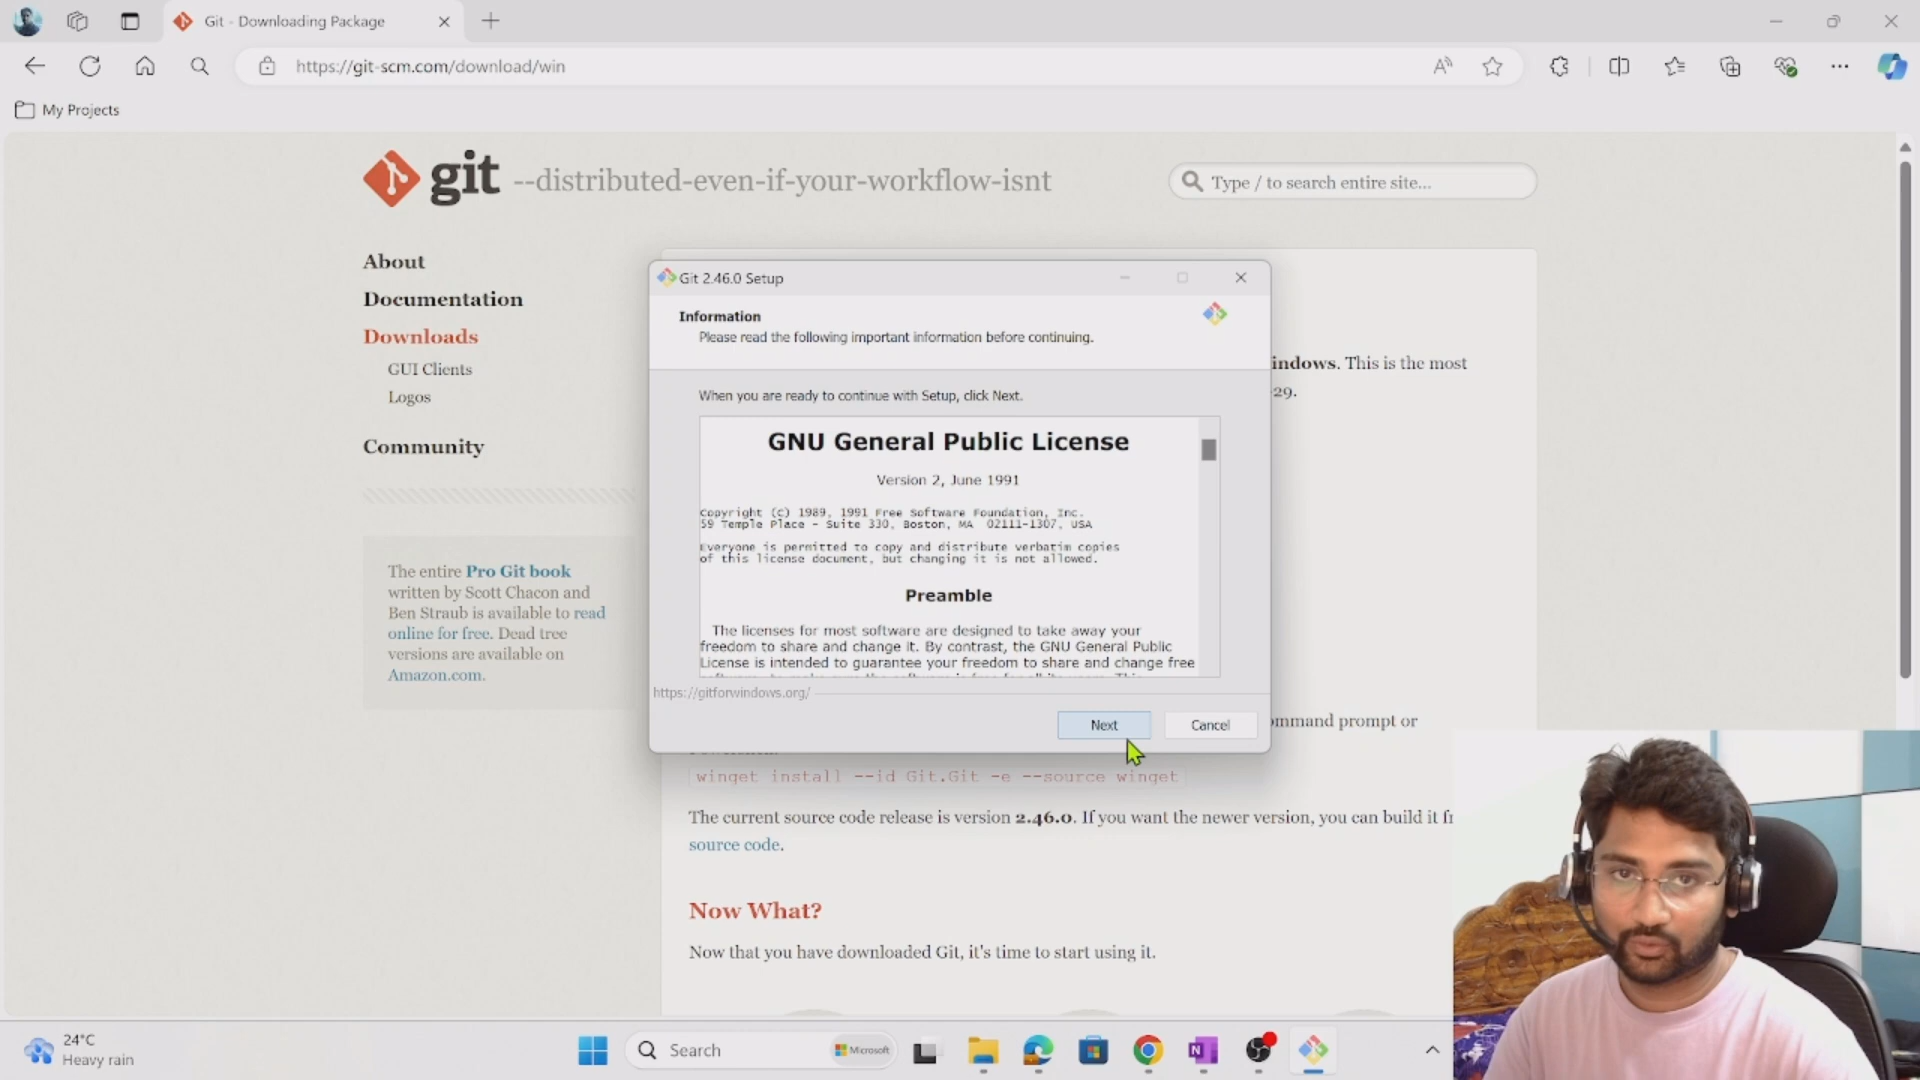 Git - Downloading Package
https://git-scm.com/download/win
My Projects
git --distributed-even-if-your-workflow-isnt
Type / to search entire site...
About
Documentation
Downloads
GUI Clients
Logos
Community
The entire Pro Git book
written by Scott Chacon and
Ben Straub is available to read
online for free. Dead tree
versions are available on
Amazon.com.
indows. This is the most
29.
Git 2.46.0 Setup
Information
Please read the following important information before continuing.
When you are ready to continue with Setup, click Next.
GNU General Public License
Version 2, June 1991
Copyright (C) 1989, 1991 Free Software Foundation, Inc.
59 Temple Place - Suite 330, Boston, MA 02111-1307, USA
Everyone is permitted to copy and distribute verbatim copies
of this license document, but changing it is not allowed.
Preamble
The licenses for most software are designed to take away your
freedom to share and change it. By contrast, the GNU General Public
License is intended to guarantee your freedom to share and change free
https://gitforwindows.org/
Next
Cancel
ommand prompt or
winget install --id Git.Git -e --source winget
The current source code release is version 2.46.0. If you want the newer version, you can build it fr
source code.
Now What?
Now that you have downloaded Git, it's time to start using it.
24°C
Heavy rain
Search
Microsoft